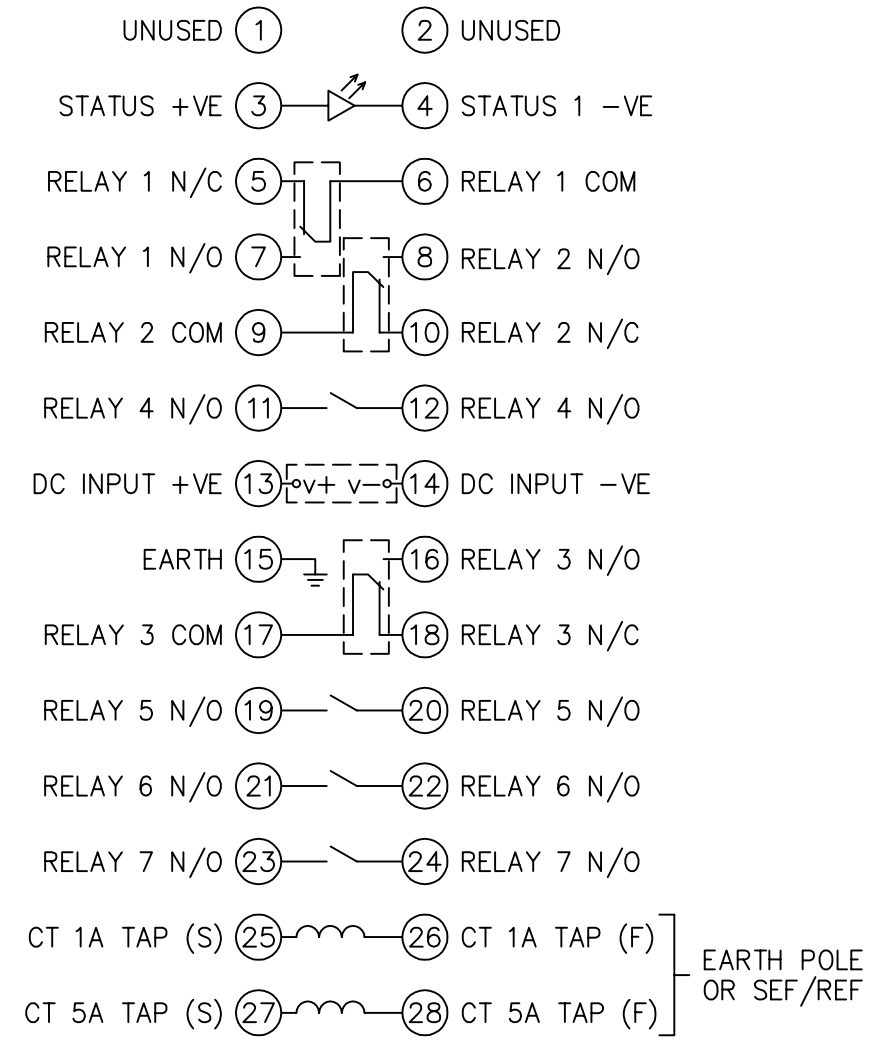 UNUSED 1 2 UNUSED
STATUS +VE 3 4 STATUS 1 -VE
RELAY 1 N/C 5 6 RELAY 1 COM
RELAY 1 N/O 7 8 RELAY 2 N/O
RELAY 2 COM 9 10 RELAY 2 N/C
RELAY 4 N/O 11 12 RELAY 4 N/O
DC INPUT +VE 13 V+ V- 14 DC INPUT -VE
EARTH 15 16 RELAY 3 N/O
RELAY 3 COM 17 18 RELAY 3 N/C
RELAY 5 N/O 19 20 RELAY 5 N/O
RELAY 6 N/O 21 22 RELAY 6 N/O
RELAY 7 N/O 23 24 RELAY 7 N/O
CT 1A TAP (S) 25 26 CT 1A TAP (F)
CT 5A TAP (S) 27 28 CT 5A TAP (F)
EARTH POLE
OR SEF/REF